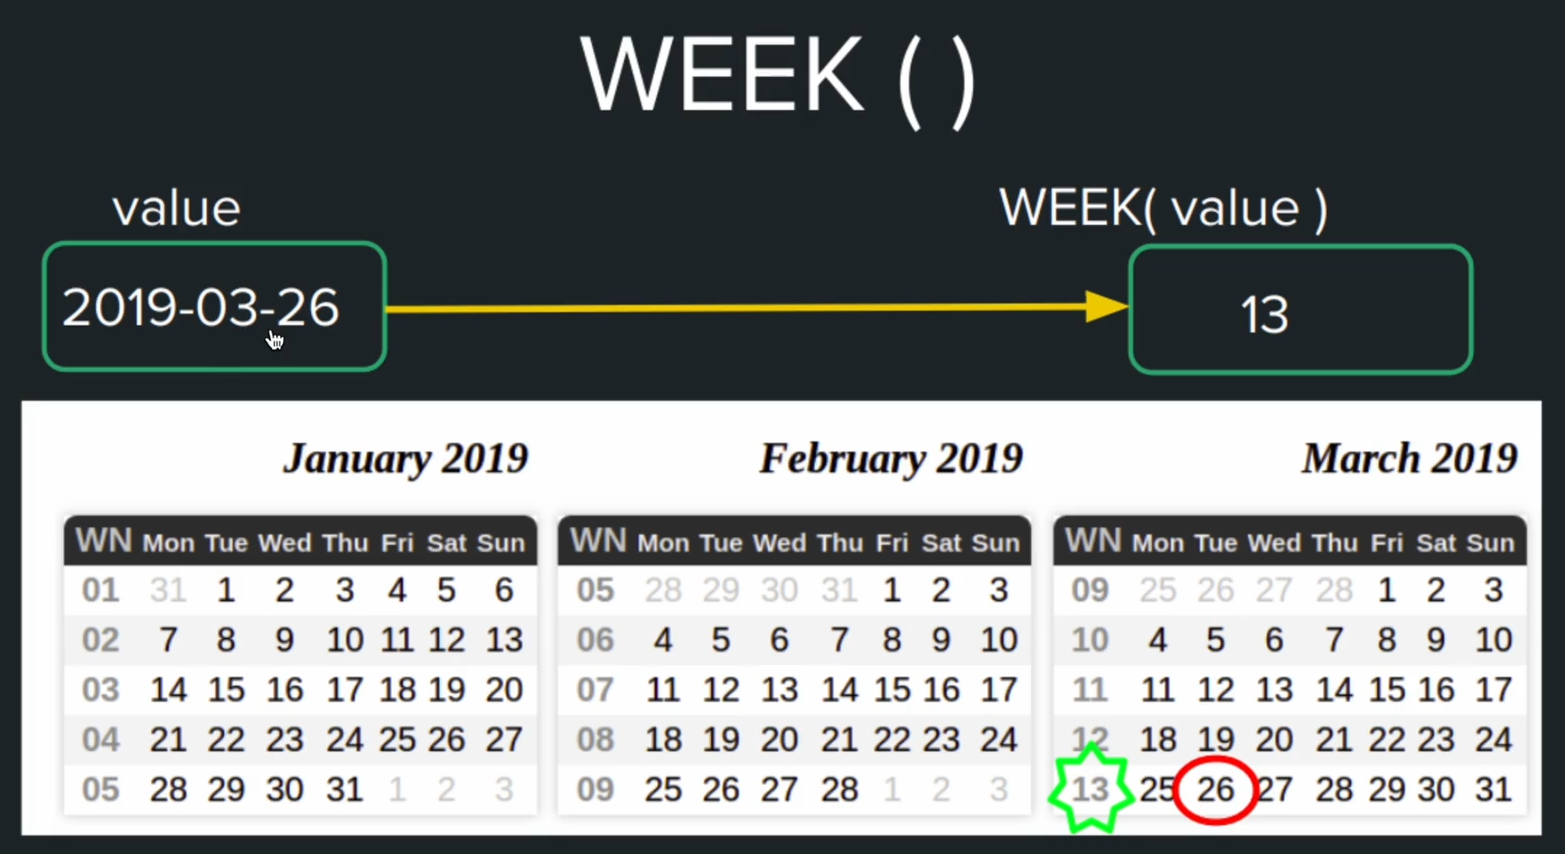 WEEK ( )
value
WEEK( value )
2019-03-26
13
January 2019
WN Mon Tue Wed Thu Fri Sat Sun
01 31 1 2 3 4 5 6
02 7 8 9 10 11 12 13
03 14 15 16 17 18 19 20
04 21 22 23 24 25 26 27
05 28 29 30 31 1 2 3
February 2019
WN Mon Tue Wed Thu Fri Sat Sun
05 28 29 30 31 1 2 3
06 4 5 6 7 8 9 10
07 11 12 13 14 15 16 17
08 18 19 20 21 22 23 24
09 25 26 27 28 1 2 3
March 2019
WN Mon Tue Wed Thu Fri Sat Sun
09 25 26 27 28 1 2 3
10 4 5 6 7 8 9 10
11 11 12 13 14 15 16 17
12 18 19 20 21 22 23 24
13 25 26 27 28 29 30 31